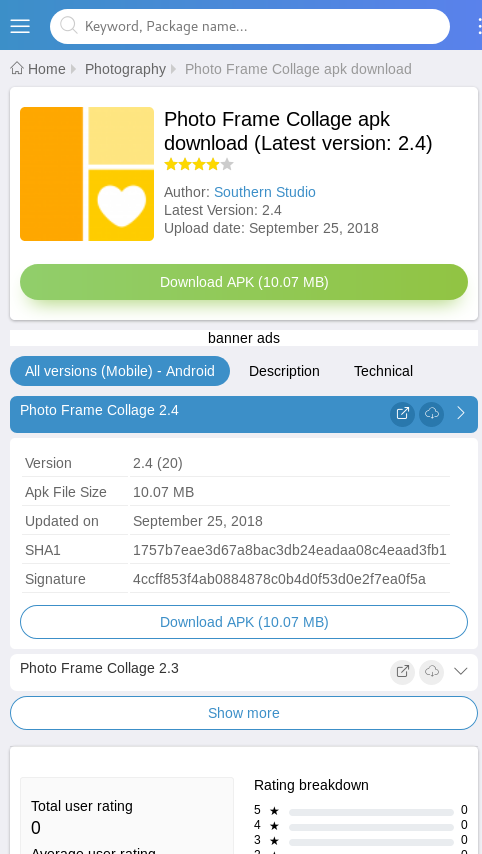 Keyword, Package name...
Home Photography Photo Frame Collage apk download
Photo Frame Collage apk
download (Latest version: 2.4)
Author: Southern Studio
Latest Version: 2.4
Upload date: September 25, 2018
Download APK (10.07 MB)
banner ads
All versions (Mobile) - Android Description Technical
Photo Frame Collage 2.4
Version 2.4 (20)
Apk File Size 10.07 MB
Updated on September 25, 2018
SHA1 1757b7eae3d67a8bac3db24eadaa08c4eaad3fb1
Signature 4ccff853f4ab0884878c0b4d0f53d0e2f7ea0f5a
Download APK (10.07 MB)
Photo Frame Collage 2.3
Show more
Total user rating
0
Average user rating
Rating breakdown
5 ★ 0
4 ★ 0
3 ★ 0